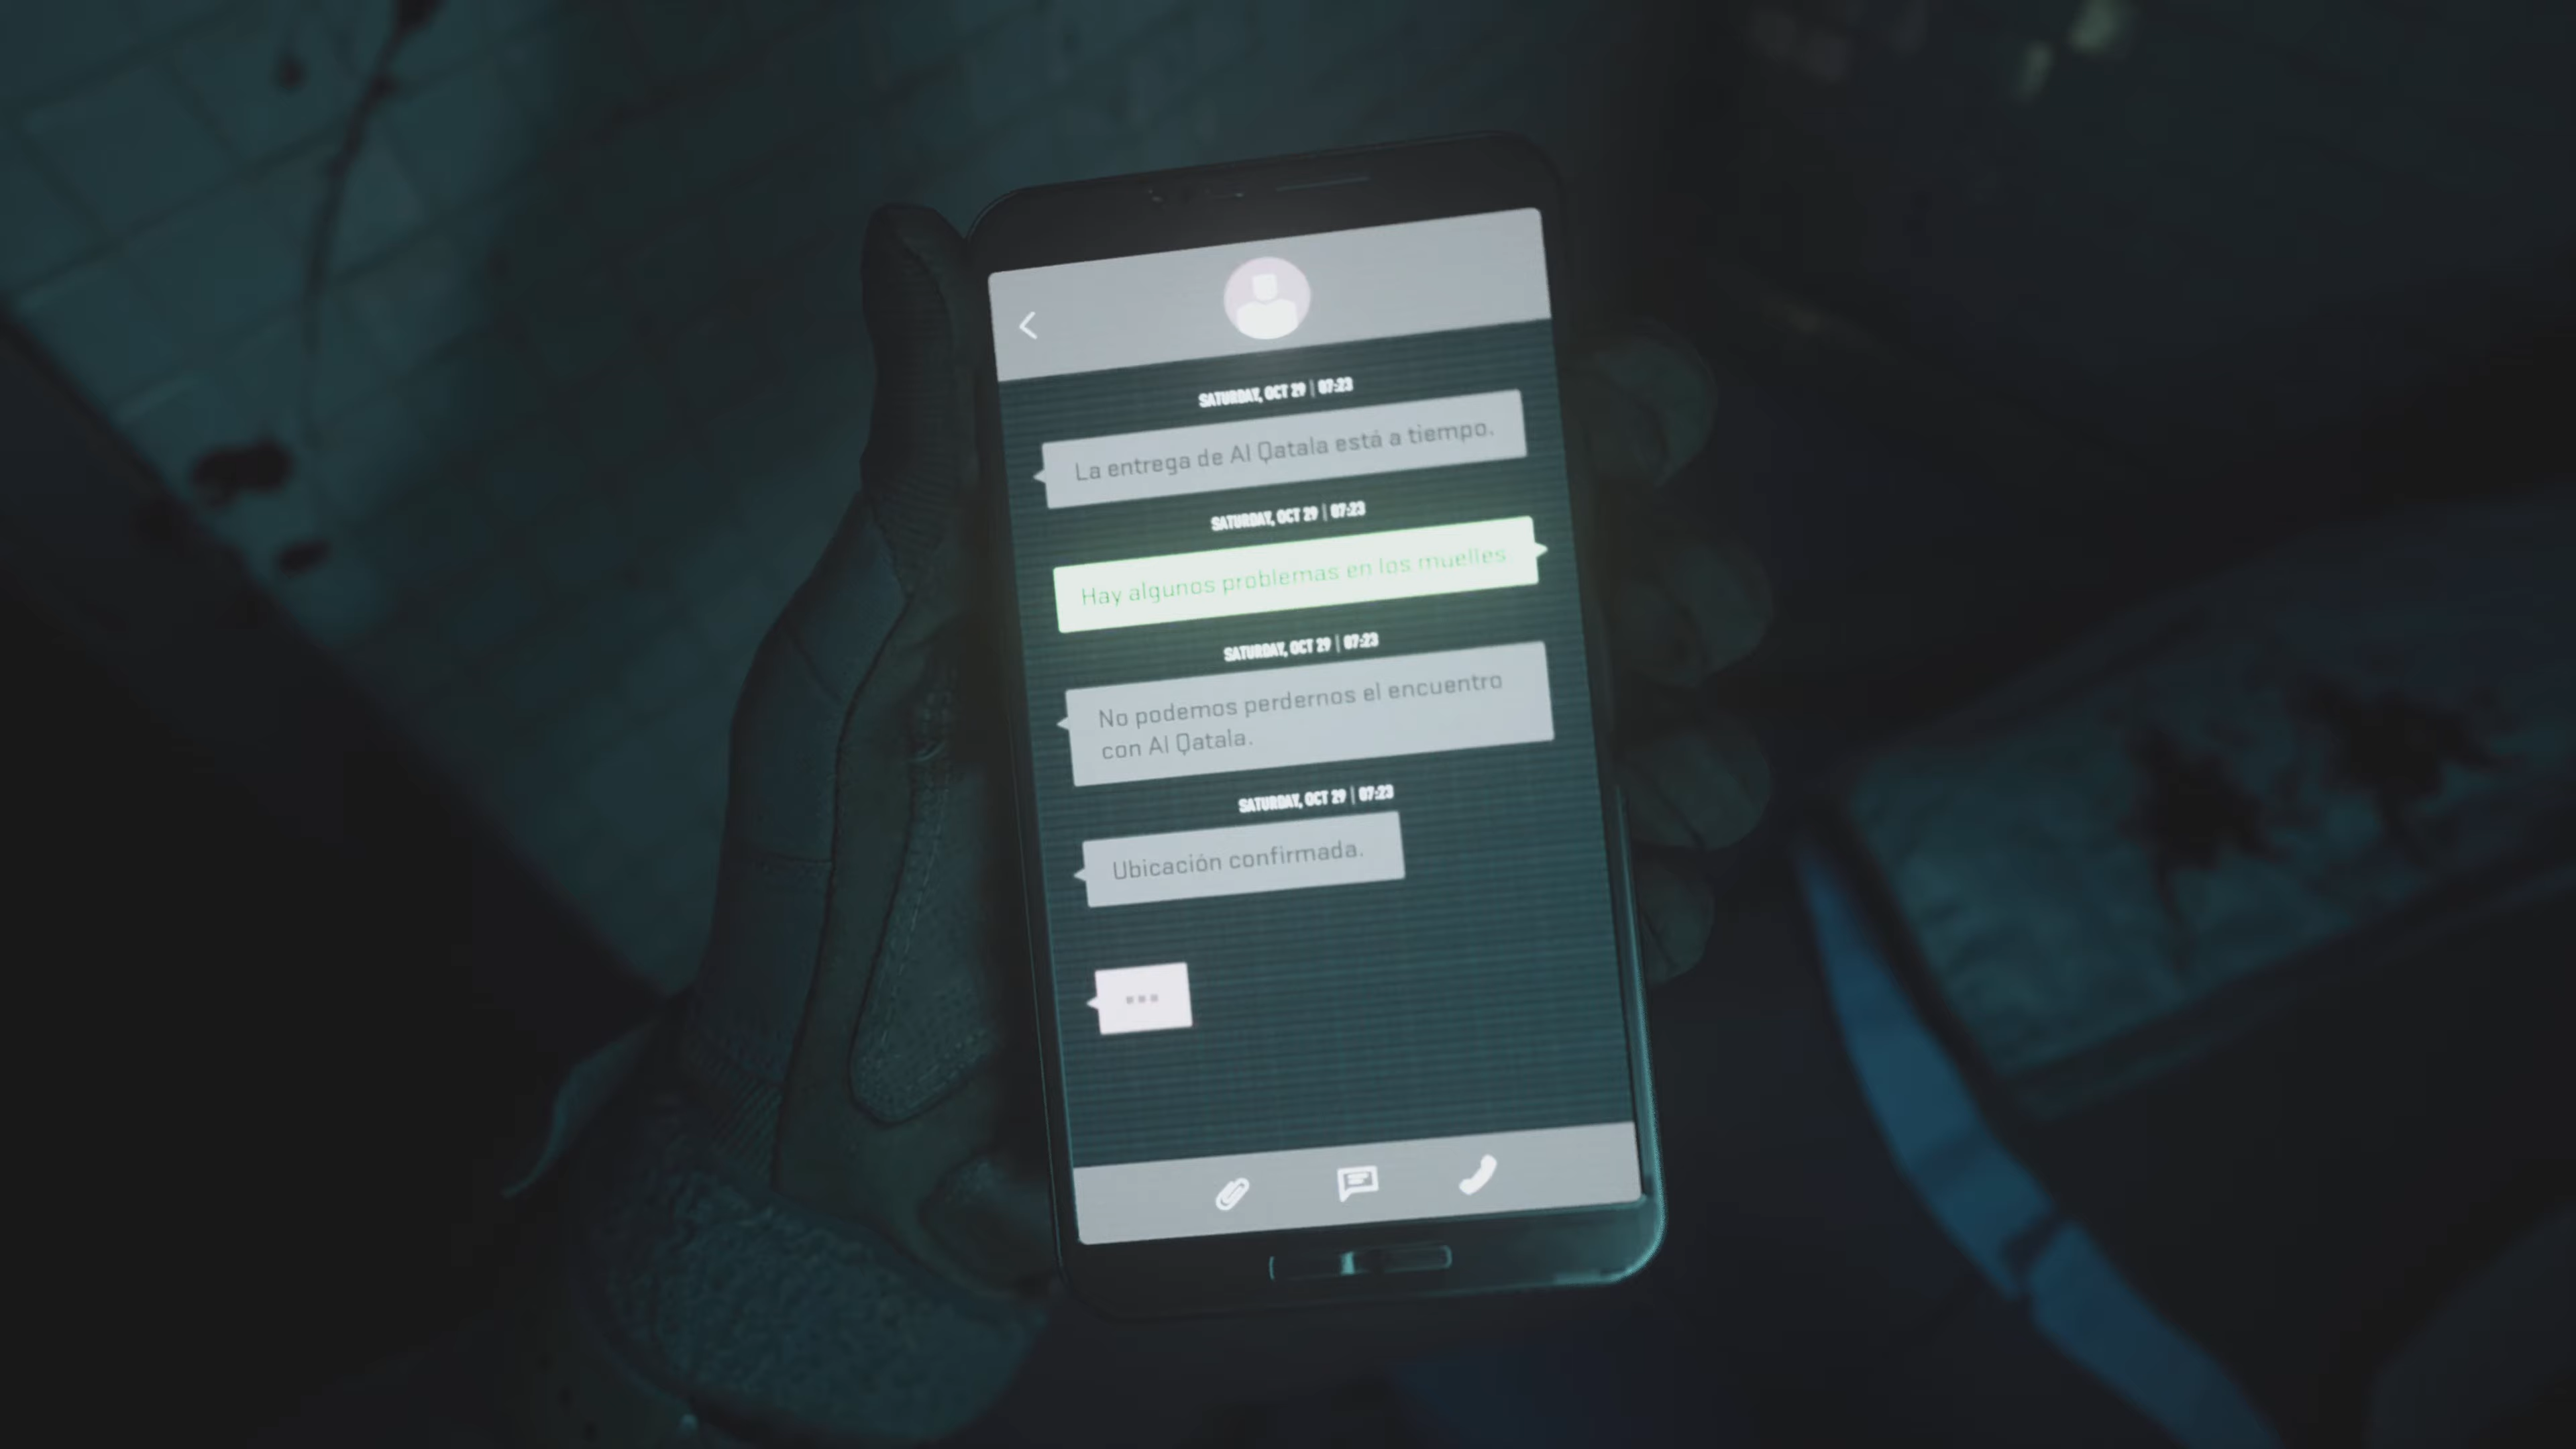 SATURDAY, OCT 29 | 07:23
La entrega de Al Qatala está a tiempo.
SATURDAY, OCT 29 | 07:23
Hay algunos problemas en los muelles
SATURDAY, OCT 29 | 07:23
No podemos perdernos el encuentro
con Al Qatala.
SATURDAY, OCT 29 | 07:23
Ubicación confirmada.
...